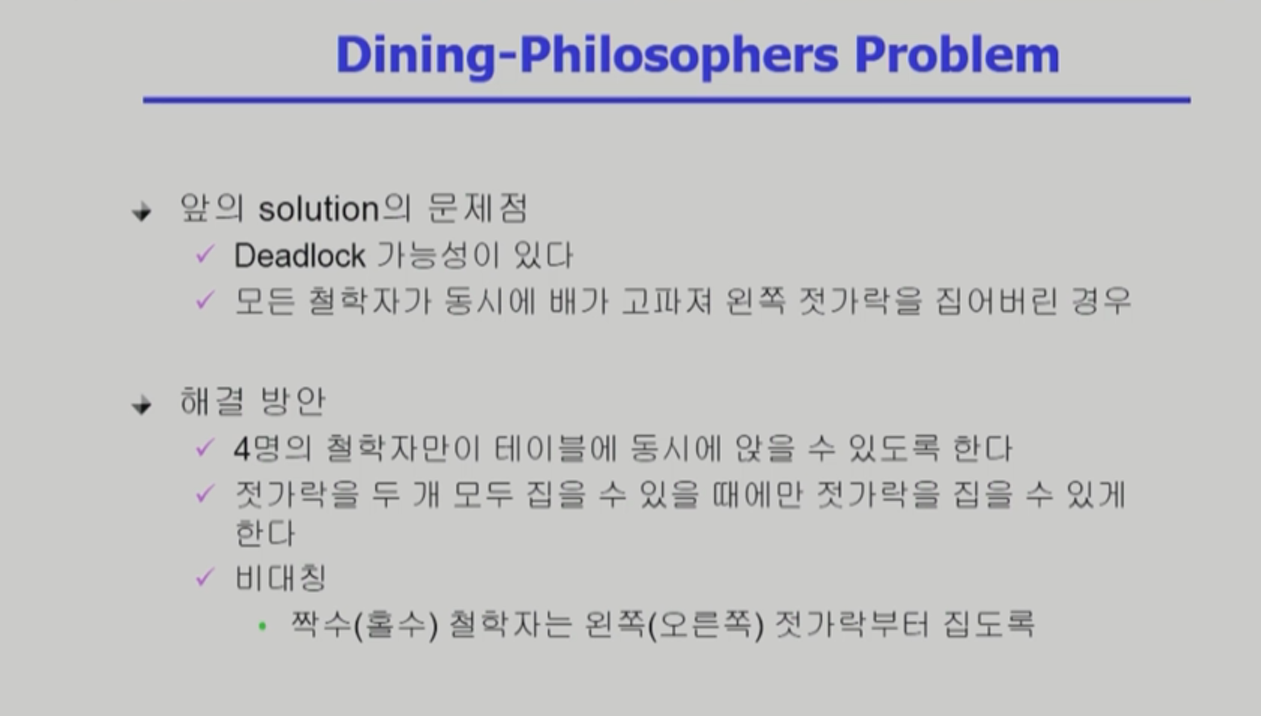 Dining-Philosophers Problem
앞의 solution의 문제점
Deadlock 가능성이 있다
모든 철학자가 동시에 배가 고파져 왼쪽 젓가락을 집어버린 경우
해결 방안
4명의 철학자만이 테이블에 동시에 앉을 수 있도록 한다
젓가락을 두 개 모두 집을 수 있을 때에만 젓가락을 집을 수 있게
한다
비대칭
짝수(홀수) 철학자는 왼쪽(오른쪽) 젓가락부터 집도록